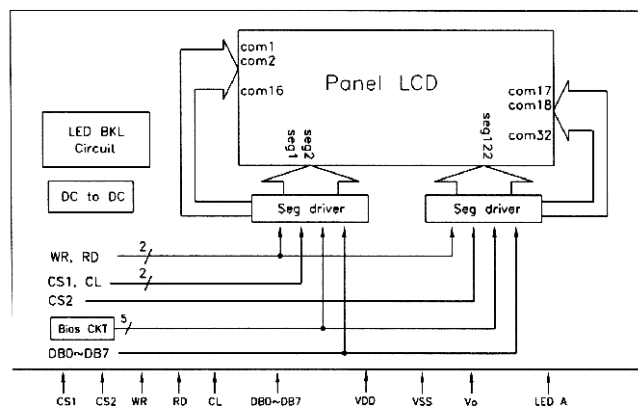 com1
com2
com16
Panel LCD
com17
com18
com32
seg1
seg2
seg122
LED BKL
Circuit
DC to DC
Seg driver
Seg driver
WR, RD
2
CS1, CL
2
CS2
Bios CKT
5
DB0~DB7
CS1
CS2
WR
RD
CL
DB0~DB7
VDD
VSS
Vo
LED A